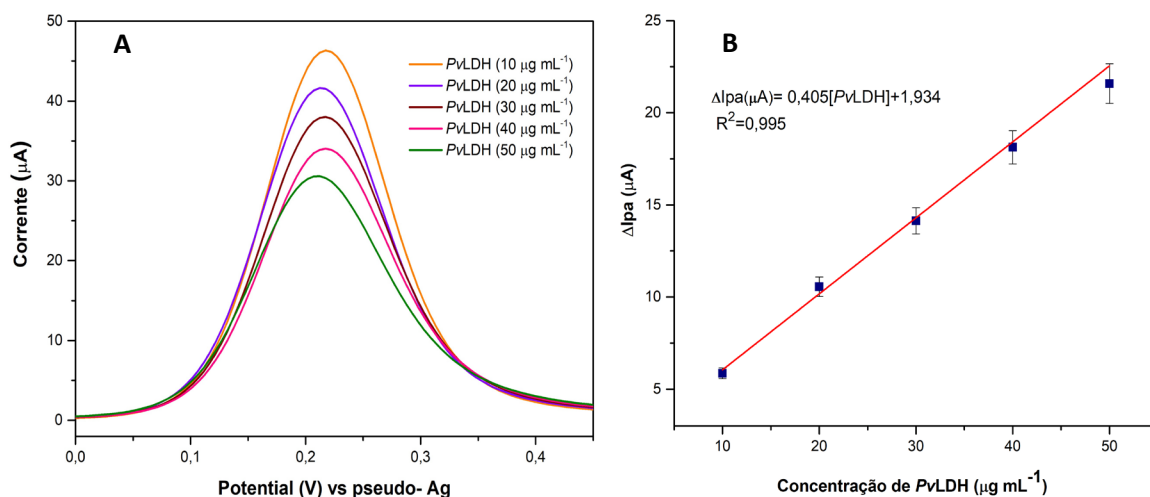 A
PvLDH (10 µg mL⁻¹)
PvLDH (20 µg mL⁻¹)
PvLDH (30 µg mL⁻¹)
PvLDH (40 µg mL⁻¹)
PvLDH (50 µg mL⁻¹)
50
40
30
20
10
0
Corrente (µA)
0,0 0,1 0,2 0,3 0,4
Potential (V) vs pseudo- Ag
B
ΔIpa(µA)= 0,405[PvLDH]+1,934
R²=0,995
25
20
15
10
5
ΔIpa (µA)
10 20 30 40 50
Concentração de PvLDH (µg mL⁻¹)